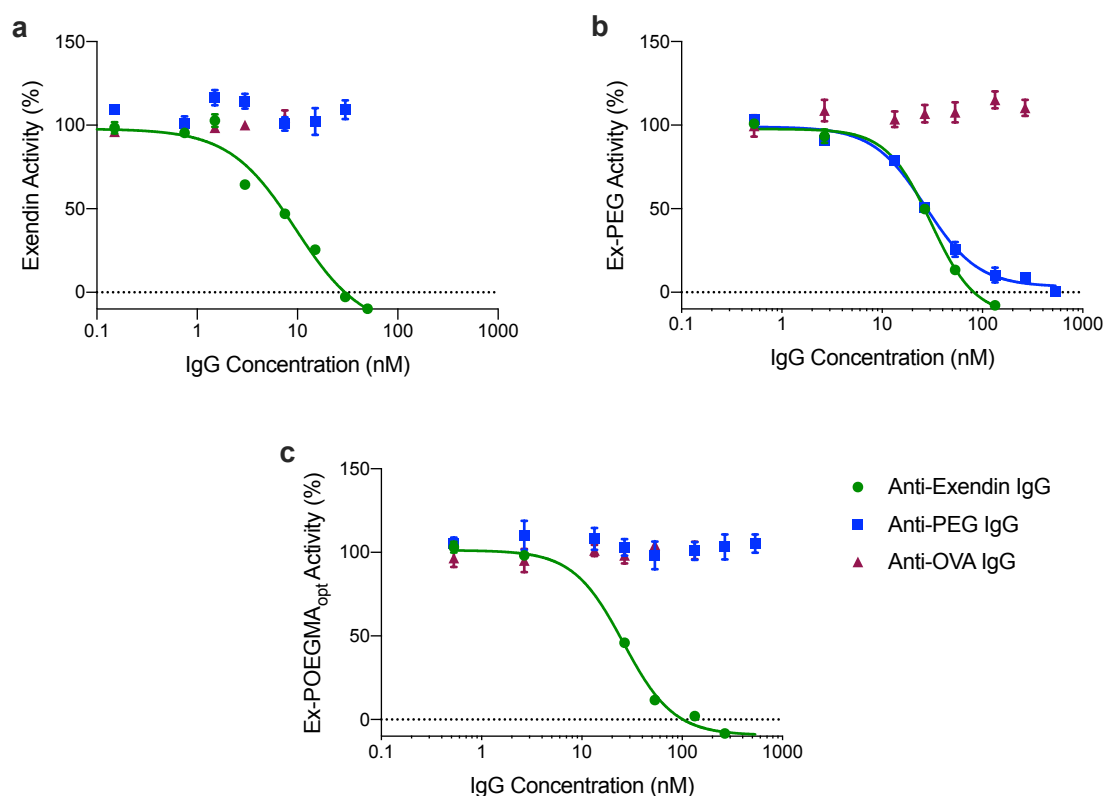 a
150
100
50
0
Exendin Activity (%)
0.1 1 10 100 1000
IgG Concentration (nM)
b
150
100
50
0
Ex-PEG Activity (%)
0.1 1 10 100 1000
IgG Concentration (nM)
c
150
100
50
0
Ex-POEGMAopt Activity (%)
0.1 1 10 100 1000
IgG Concentration (nM)
Anti-Exendin IgG
Anti-PEG IgG
Anti-OVA IgG